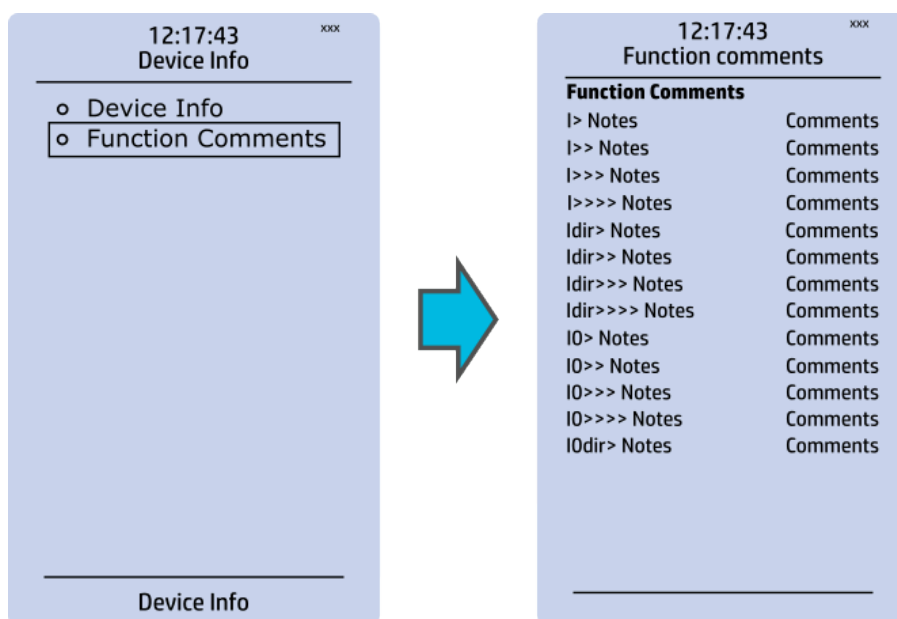 12:17:43 xxx
Device Info
Device Info
Function Comments
Device Info
12:17:43 xxx
Function comments
Function Comments
I> Notes Comments
I>> Notes Comments
I>>> Notes Comments
I>>>> Notes Comments
Idir> Notes Comments
Idir>> Notes Comments
Idir>>> Notes Comments
Idir>>>> Notes Comments
I0> Notes Comments
I0>> Notes Comments
I0>>> Notes Comments
I0>>>> Notes Comments
I0dir> Notes Comments